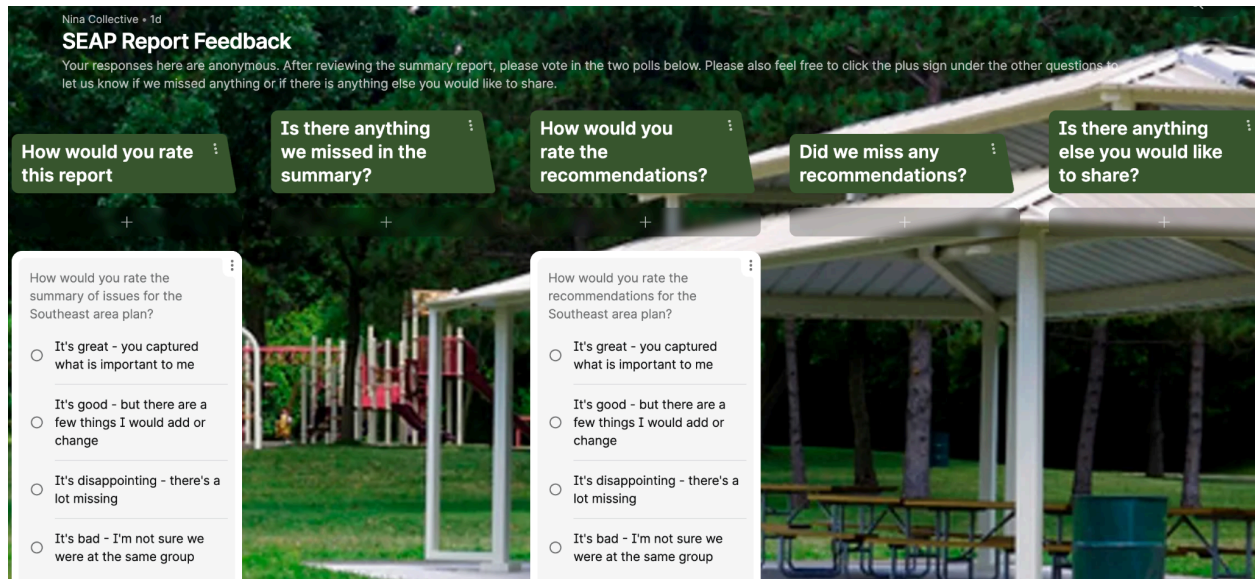 Nina Collective • 1d
SEAP Report Feedback
Your responses here are anonymous. After reviewing the summary report, please vote in the two polls below. Please also feel free to click the plus sign under the other questions to
let us know if we missed anything or if there is anything else you would like to share.
How would you rate
this report
Is there anything
we missed in the
summary?
How would you
rate the
recommendations?
Did we miss any
recommendations?
Is there anything
else you would like
to share?
How would you rate the
summary of issues for the
Southeast area plan?
It's great - you captured
what is important to me
It's good - but there are a
few things I would add or
change
It's disappointing - there's a
lot missing
It's bad - I'm not sure we
were at the same group
How would you rate the
recommendations for the
Southeast area plan?
It's great - you captured
what is important to me
It's good - but there are a
few things I would add or
change
It's disappointing - there's a
lot missing
It's bad - I'm not sure we
were at the same group